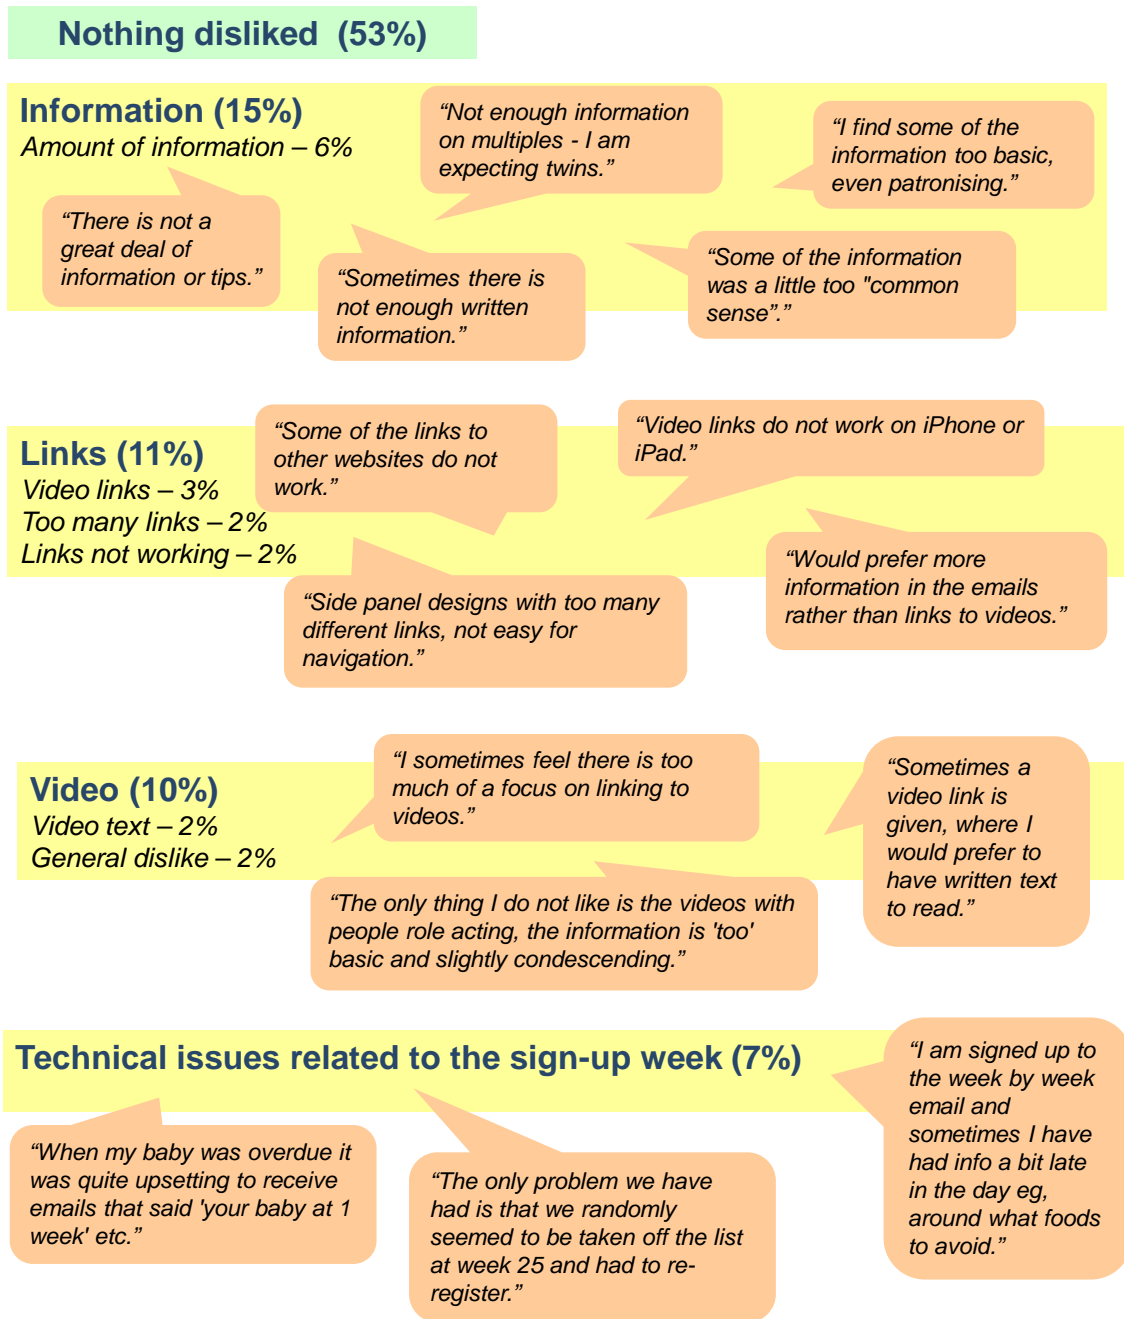 Nothing disliked (53%)
Information (15%)
Amount of information – 6%
“Not enough information
on multiples - I am
expecting twins.”
“I find some of the
information too basic,
even patronising.”
“There is not a
great deal of
information or tips.”
“Sometimes there is
not enough written
information.”
“Some of the information
was a little too "common
sense”.”
Links (11%)
Video links – 3%
Too many links – 2%
Links not working – 2%
“Some of the links to
other websites do not
work.”
“Video links do not work on iPhone or
iPad.”
“Side panel designs with too many
different links, not easy for
navigation.”
“Would prefer more
information in the emails
rather than links to videos.”
Video (10%)
Video text – 2%
General dislike – 2%
“I sometimes feel there is too
much of a focus on linking to
videos.”
“Sometimes a
video link is
given, where I
would prefer to
have written text
to read.”
“The only thing I do not like is the videos with
people role acting, the information is 'too'
basic and slightly condescending.”
Technical issues related to the sign-up week (7%)
“When my baby was overdue it
was quite upsetting to receive
emails that said 'your baby at 1
week' etc.”
“The only problem we have
had is that we randomly
seemed to be taken off the list
at week 25 and had to re-
register.”
“I am signed up to
the week by week
email and
sometimes I have
had info a bit late
in the day eg,
around what foods
to avoid.”